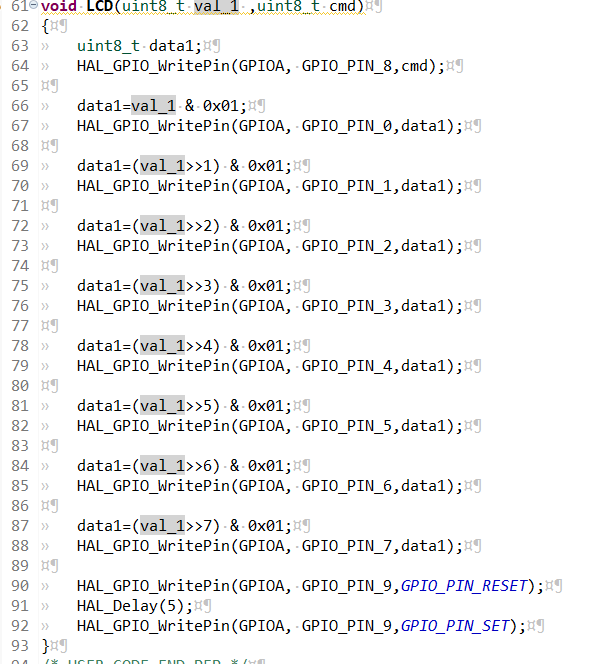 61 void LCD(uint8_t val_1 ,uint8_t cmd)
62 {
63 uint8_t data1;
64 HAL_GPIO_WritePin(GPIOA, GPIO_PIN_8,cmd);
65
66 data1=val_1 & 0x01;
67 HAL_GPIO_WritePin(GPIOA, GPIO_PIN_0,data1);
68
69 data1=(val_1>>1) & 0x01;
70 HAL_GPIO_WritePin(GPIOA, GPIO_PIN_1,data1);
71
72 data1=(val_1>>2) & 0x01;
73 HAL_GPIO_WritePin(GPIOA, GPIO_PIN_2,data1);
74
75 data1=(val_1>>3) & 0x01;
76 HAL_GPIO_WritePin(GPIOA, GPIO_PIN_3,data1);
77
78 data1=(val_1>>4) & 0x01;
79 HAL_GPIO_WritePin(GPIOA, GPIO_PIN_4,data1);
80
81 data1=(val_1>>5) & 0x01;
82 HAL_GPIO_WritePin(GPIOA, GPIO_PIN_5,data1);
83
84 data1=(val_1>>6) & 0x01;
85 HAL_GPIO_WritePin(GPIOA, GPIO_PIN_6,data1);
86
87 data1=(val_1>>7) & 0x01;
88 HAL_GPIO_WritePin(GPIOA, GPIO_PIN_7,data1);
89
90 HAL_GPIO_WritePin(GPIOA, GPIO_PIN_9,GPIO_PIN_RESET);
91 HAL_Delay(5);
92 HAL_GPIO_WritePin(GPIOA, GPIO_PIN_9,GPIO_PIN_SET);
93 }